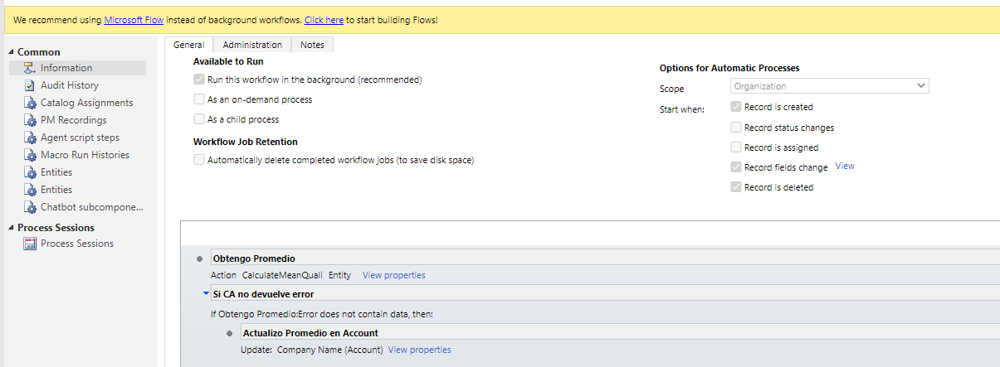 We recommend using Microsoft Flow instead of background workflows. Click here to start building Flows!
Common
Information
Audit History
Catalog Assignments
PM Recordings
Agent script steps
Macro Run Histories
Entities
Entities
Chatbot subcompone...
Process Sessions
Process Sessions
General Administration Notes
Available to Run
Run this workflow in the background (recommended)
As an on-demand process
As a child process
Workflow Job Retention
Automatically delete completed workflow jobs (to save disk space)
Options for Automatic Processes
Scope Organization
Start when: Record is created
Record status changes
Record is assigned
Record fields change View
Record is deleted
Obtengo Promedio
Action CalculateMeanQuali Entity View properties
Si CA no devuelve error
If Obtengo Promedio:Error does not contain data, then:
Actualizo Promedio en Account
Update: Company Name (Account) View properties